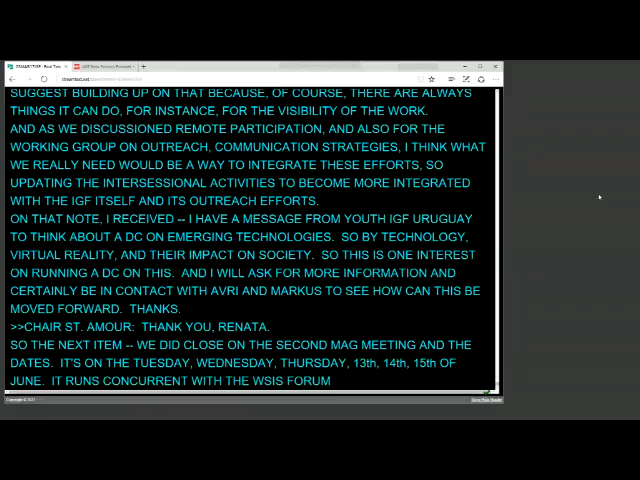 streamtext.net
SUGGEST BUILDING UP ON THAT BECAUSE, OF COURSE, THERE ARE ALWAYS
THINGS IT CAN DO, FOR INSTANCE, FOR THE VISIBILITY OF THE WORK.
AND AS WE DISCUSSED REMOTE PARTICIPATION, AND ALSO FOR THE
WORKING GROUP ON OUTREACH, COMMUNICATION STRATEGIES, I THINK WHAT
WE REALLY NEED WOULD BE A WAY TO INTEGRATE THESE EFFORTS, SO
UPDATING THE INTERSESSIONAL ACTIVITIES TO BECOME MORE INTEGRATED
WITH THE IGF ITSELF AND ITS OUTREACH EFFORTS.
ON THAT NOTE, I RECEIVED -- I HAVE A MESSAGE FROM YOUTH IGF URUGUAY
TO THINK ABOUT A DC ON EMERGING TECHNOLOGIES.  SO BY TECHNOLOGY,
VIRTUAL REALITY, AND THEIR IMPACT ON SOCIETY.  SO THIS IS ONE INTEREST
ON RUNNING A DC ON THIS.  AND I WILL ASK FOR MORE INFORMATION AND
CERTAINLY BE IN CONTACT WITH AVRI AND MARKUS TO SEE HOW CAN THIS BE
MOVED FORWARD.  THANKS.
>>CHAIR ST. AMOUR:  THANK YOU, RENATA.
SO THE NEXT ITEM -- WE DID CLOSE ON THE SECOND MAG MEETING AND THE
DATES.  IT'S ON THE TUESDAY, WEDNESDAY, THURSDAY, 13th, 14th, 15th OF
JUNE.  IT RUNS CONCURRENT WITH THE WSIS FORUM